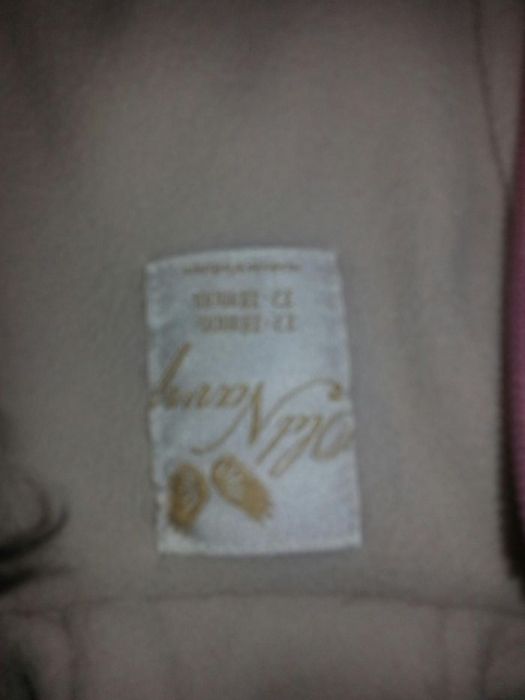 Old Navy
12-18 MOS.
12-18 MESES